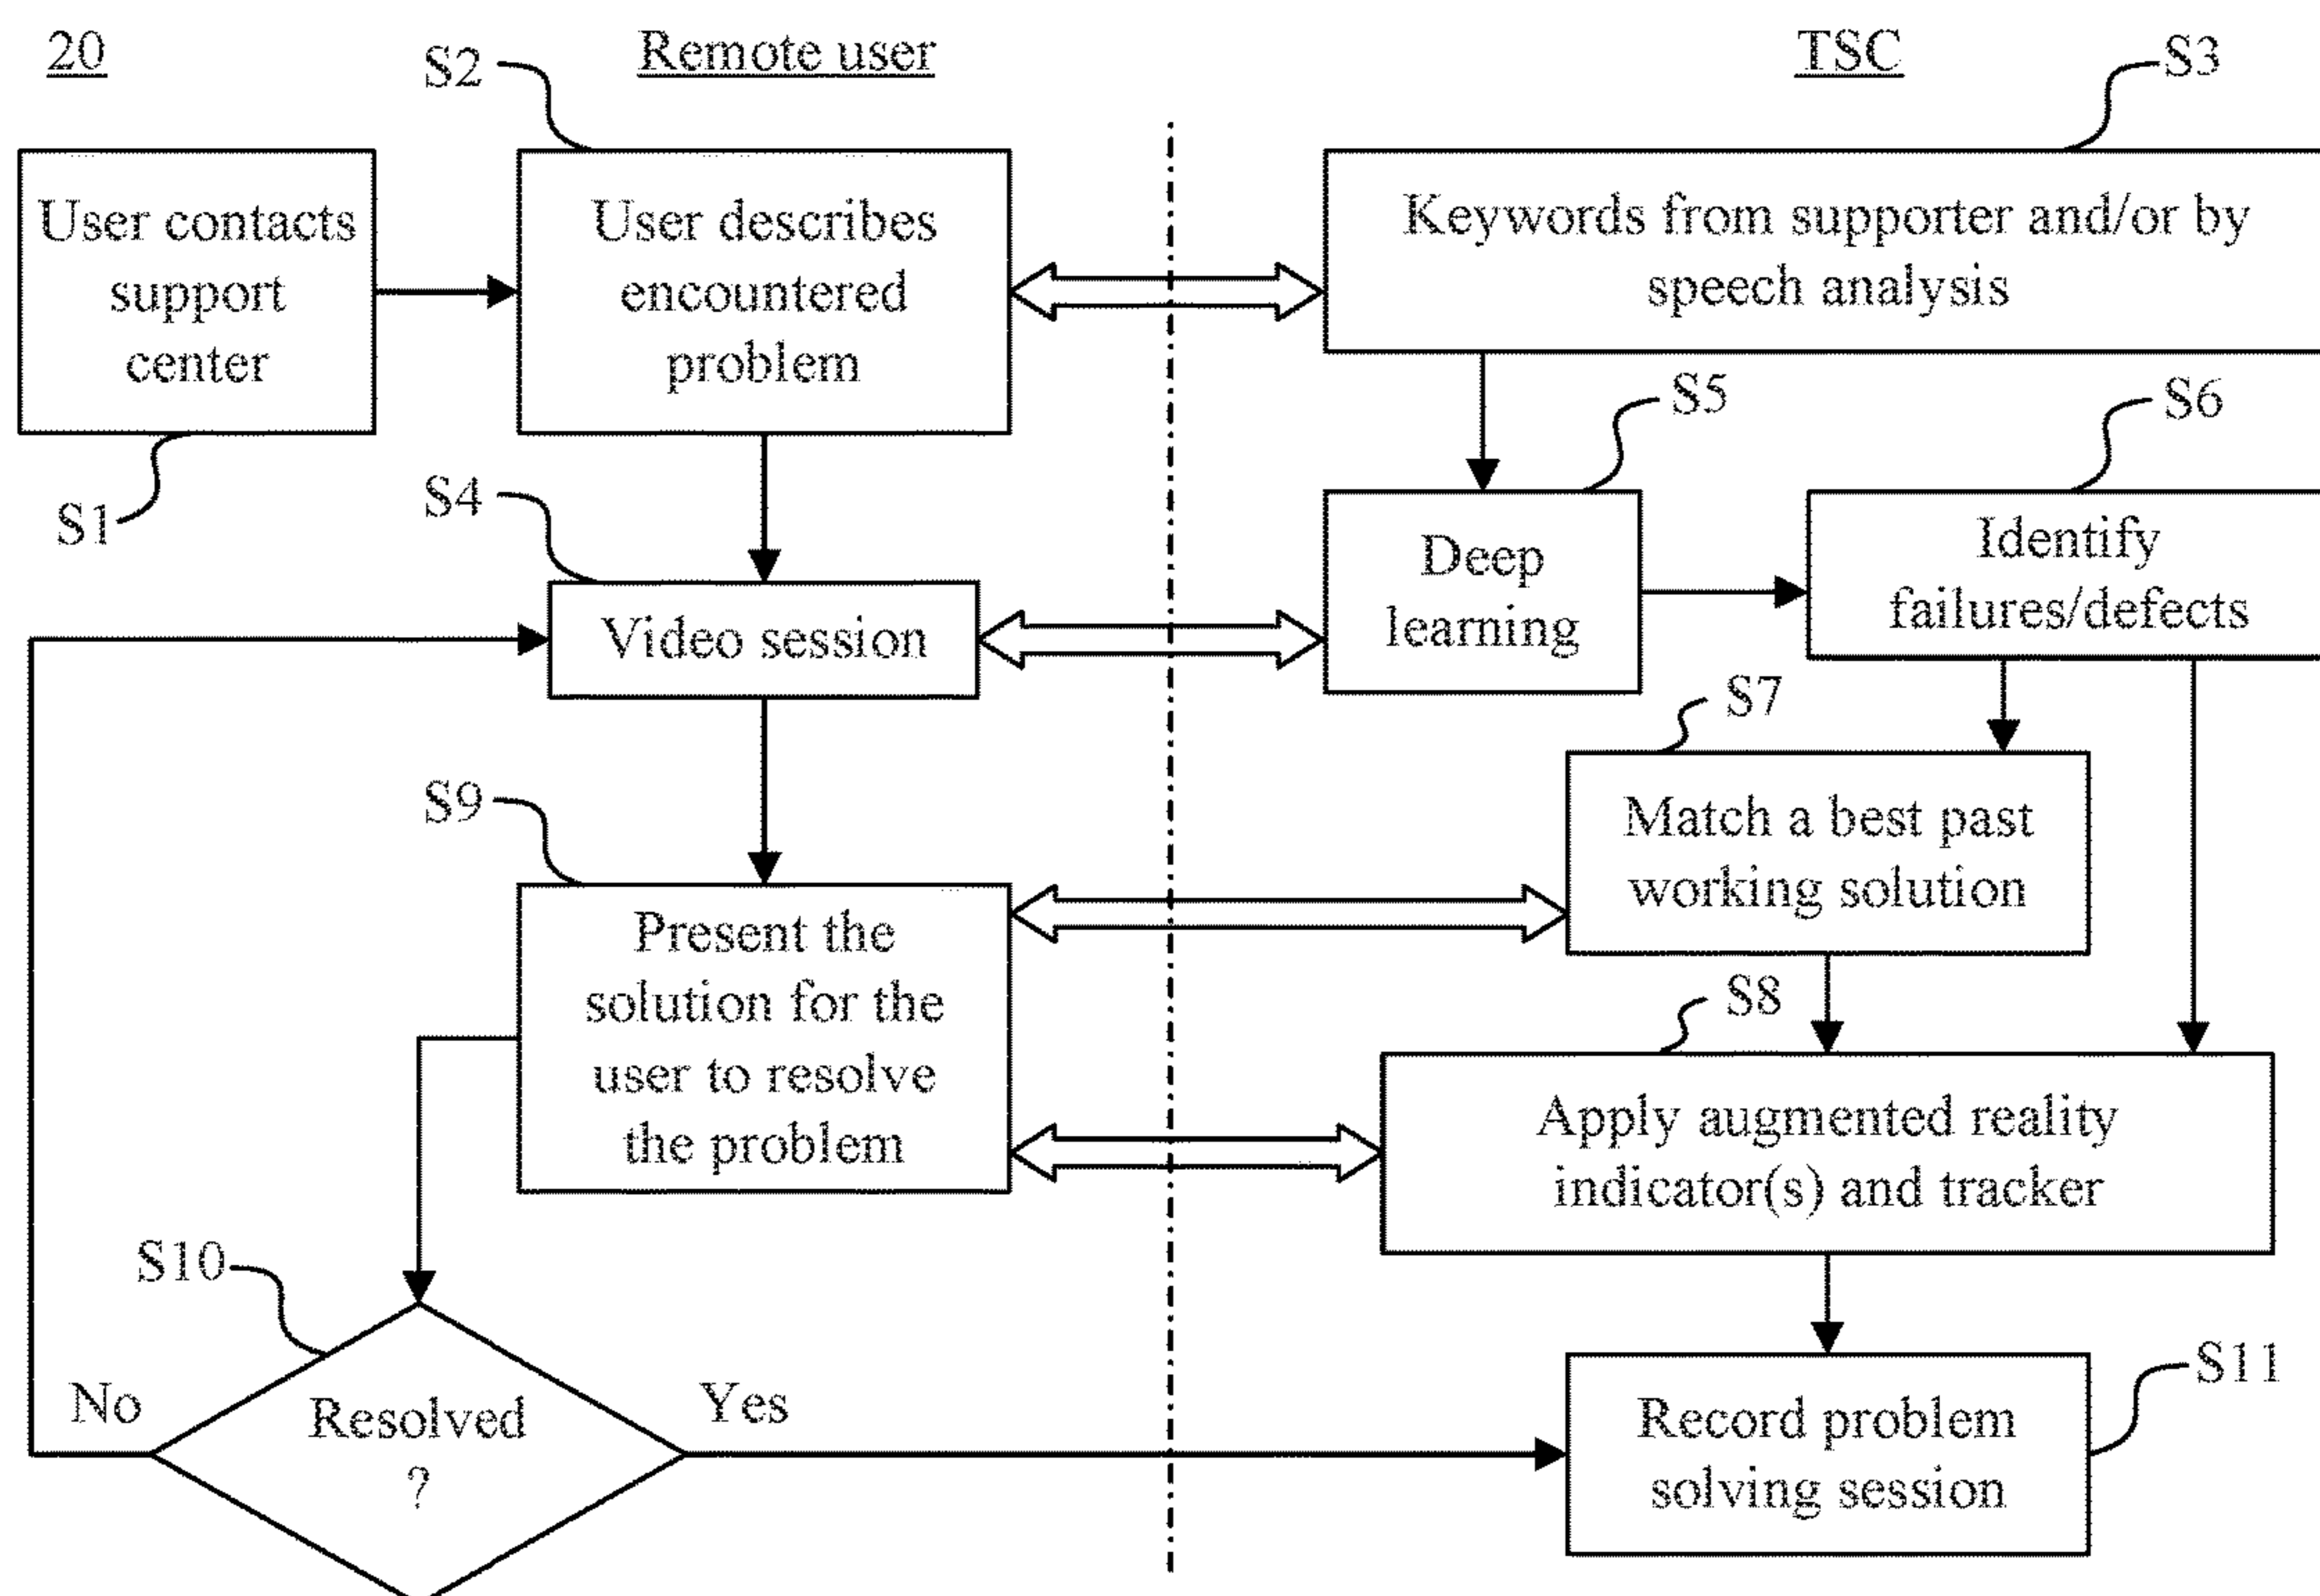 20
Remote user
TSC
S2
S3
User contacts
support
center
User describes
encountered
problem
Keywords from supporter and/or by
speech analysis
S1
S4
S5
S6
Video session
Deep
learning
Identify
failures/defects
S7
S9
Match a best past
working solution
Present the
solution for the
user to resolve
the problem
S8
Apply augmented reality
indicator(s) and tracker
S10
S11
No
Resolved
?
Yes
Record problem
solving session